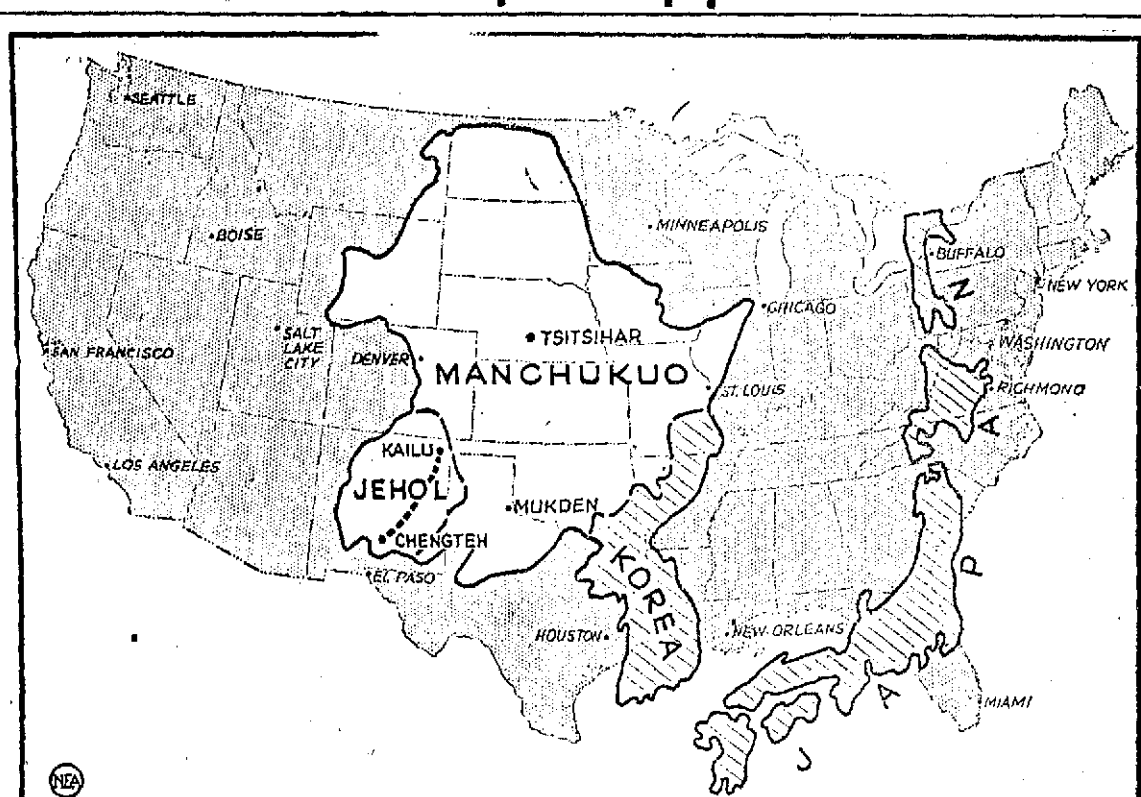 SEATTLE
BOISE
MINNEAPOLIS
BUFFALO
NEW YORK
CHICAGO
SALT
LAKE
CITY
TSITSIHAR
SAN FRANCISCO
DENVER
WASHINGTON
MANCHUKUO
ST. LOUIS
RICHMOND
KAILU
LOS ANGELES
JEHOL
MUKDEN
CHENGTEH
EL PASO
KOREA
HOUSTON
NEW ORLEANS
MIAMI
JAPAN
NEA